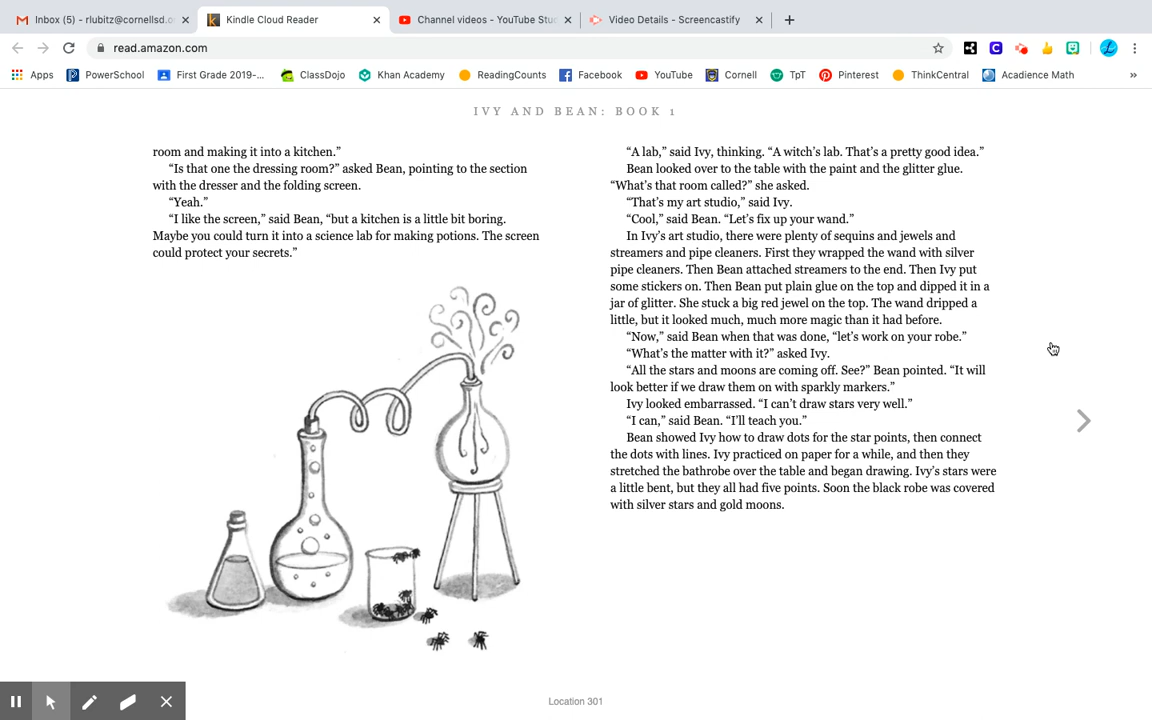 Inbox (5) - rlubitz@cornellsd.o
Kindle Cloud Reader
Channel videos - YouTube Stu
Video Details - Screencastify
read.amazon.com
Apps
PowerSchool
First Grade 2019-...
ClassDojo
Khan Academy
ReadingCounts
Facebook
YouTube
Cornell
TpT
Pinterest
ThinkCentral
Acadience Math
»
IVY AND BEAN: BOOK 1
room and making it into a kitchen.”
“Is that one the dressing room?” asked Bean, pointing to the section
with the dresser and the folding screen.
“Yeah.”
“I like the screen,” said Bean, “but a kitchen is a little bit boring.
Maybe you could turn it into a science lab for making potions. The screen
could protect your secrets.”
“A lab,” said Ivy, thinking. “A witch’s lab. That’s a pretty good idea.”
Bean looked over to the table with the paint and the glitter glue.
“What’s that room called?” she asked.
“That’s my art studio,” said Ivy.
“Cool,” said Bean. “Let’s fix up your wand.”
In Ivy’s art studio, there were plenty of sequins and jewels and
streamers and pipe cleaners. First they wrapped the wand with silver
pipe cleaners. Then Bean attached streamers to the end. Then Ivy put
some stickers on. Then Bean put plain glue on the top and dipped it in a
jar of glitter. She stuck a big red jewel on the top. The wand dripped a
little, but it looked much, much more magic than it had before.
“Now,” said Bean when that was done, “let’s work on your robe.”
“What’s the matter with it?” asked Ivy.
“All the stars and moons are coming off. See?” Bean pointed. “It will
look better if we draw them on with sparkly markers.”
Ivy looked embarrassed. “I can’t draw stars very well.”
“I can,” said Bean. “I’ll teach you.”
Bean showed Ivy how to draw dots for the star points, then connect
the dots with lines. Ivy practiced on paper for a while, and then they
stretched the bathrobe over the table and began drawing. Ivy’s stars were
a little bent, but they all had five points. Soon the black robe was covered
with silver stars and gold moons.
Location 301